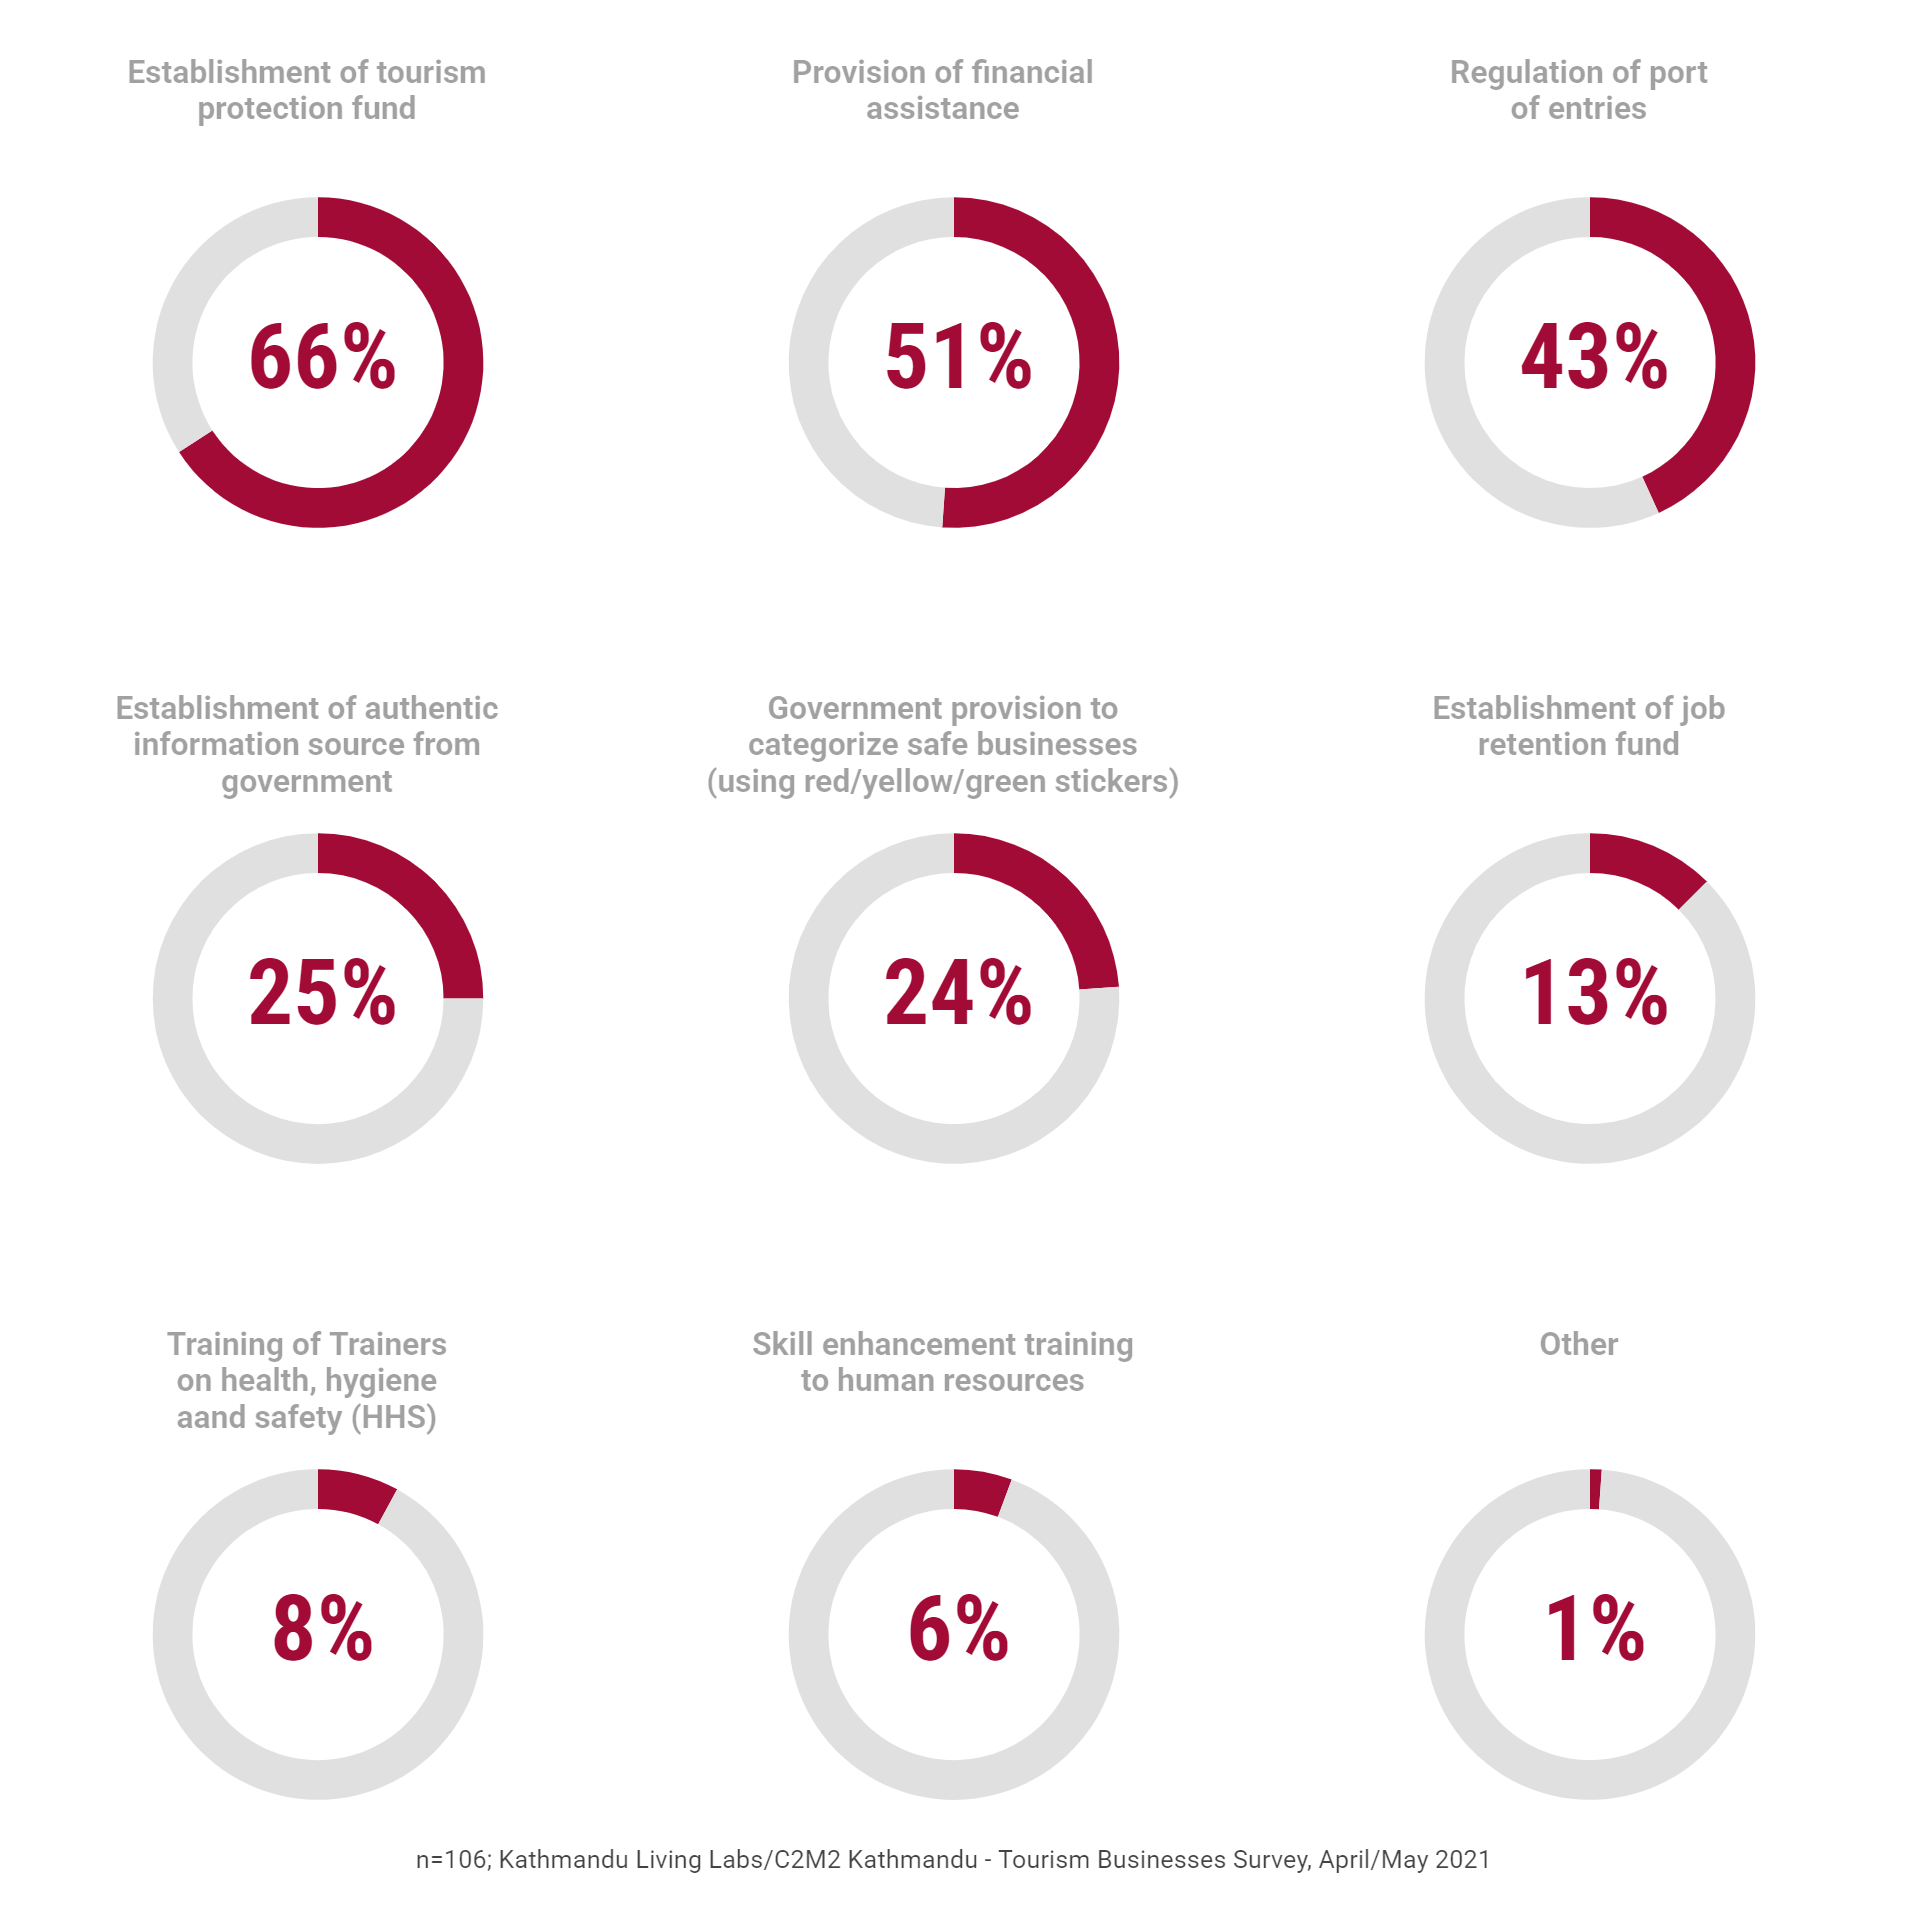 Establishment of tourism
protection fund
66%
Provision of financial
assistance
51%
Regulation of port
of entries
43%
Establishment of authentic
information source from
government
25%
Government provision to
categorize safe businesses
(using red/yellow/green stickers)
24%
Establishment of job
retention fund
13%
Training of Trainers
on health, hygiene
aand safety (HHS)
8%
Skill enhancement training
to human resources
6%
Other
1%
n=106; Kathmandu Living Labs/C2M2 Kathmandu - Tourism Businesses Survey, April/May 2021